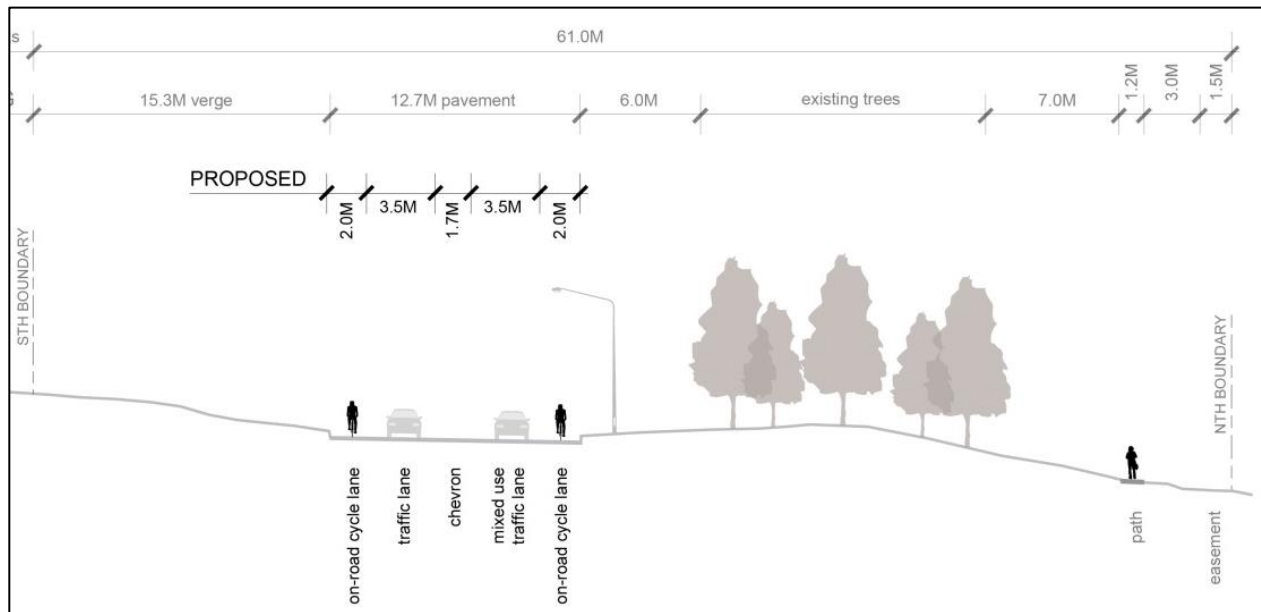 s
61.0M
15.3M verge
12.7M pavement
6.0M
existing trees
7.0M
1.2M
3.0M
1.5M
PROPOSED
2.0M
3.5M
1.7M
3.5M
2.0M
STH BOUNDARY
NTH BOUNDARY
on-road cycle lane
traffic lane
chevron
mixed use
traffic lane
on-road cycle lane
path
easement